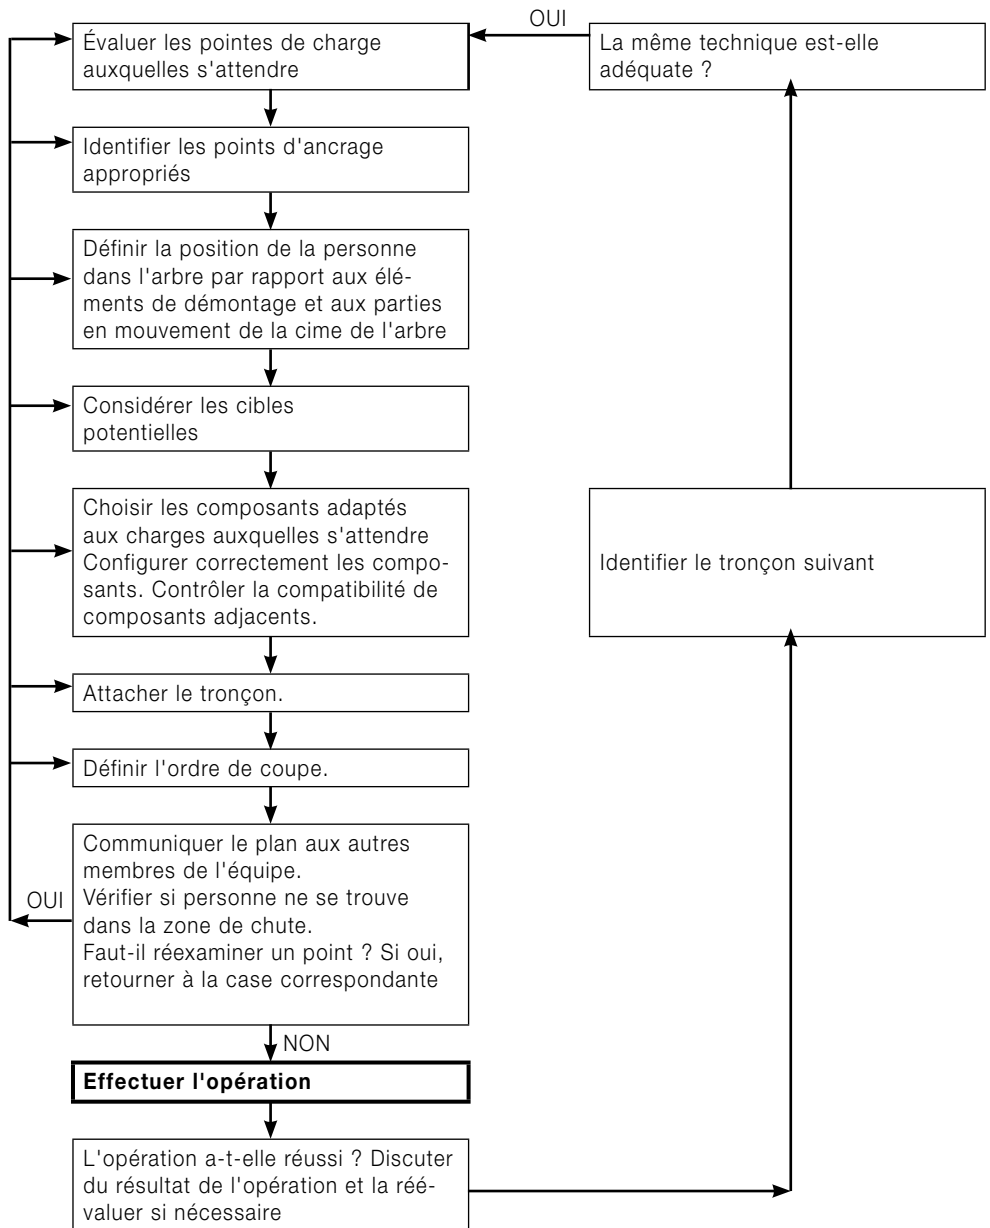 Évaluer les pointes de charge
auxquelles s'attendre
OUI
La même technique est-elle
adéquate ?
Identifier les points d'ancrage
appropriés
Définir la position de la personne
dans l'arbre par rapport aux élé-
ments de démontage et aux parties
en mouvement de la cime de l'arbre
Considérer les cibles
potentielles
Choisir les composants adaptés
aux charges auxquelles s'attendre
Configurer correctement les compo-
sants. Contrôler la compatibilité de
composants adjacents.
Identifier le tronçon suivant
Attacher le tronçon.
Définir l'ordre de coupe.
Communiquer le plan aux autres
membres de l'équipe.
Vérifier si personne ne se trouve
dans la zone de chute.
Faut-il réexaminer un point ? Si oui,
retourner à la case correspondante
OUI
NON
Effectuer l'opération
L'opération a-t-elle réussi ? Discuter
du résultat de l'opération et la réé-
valuer si nécessaire